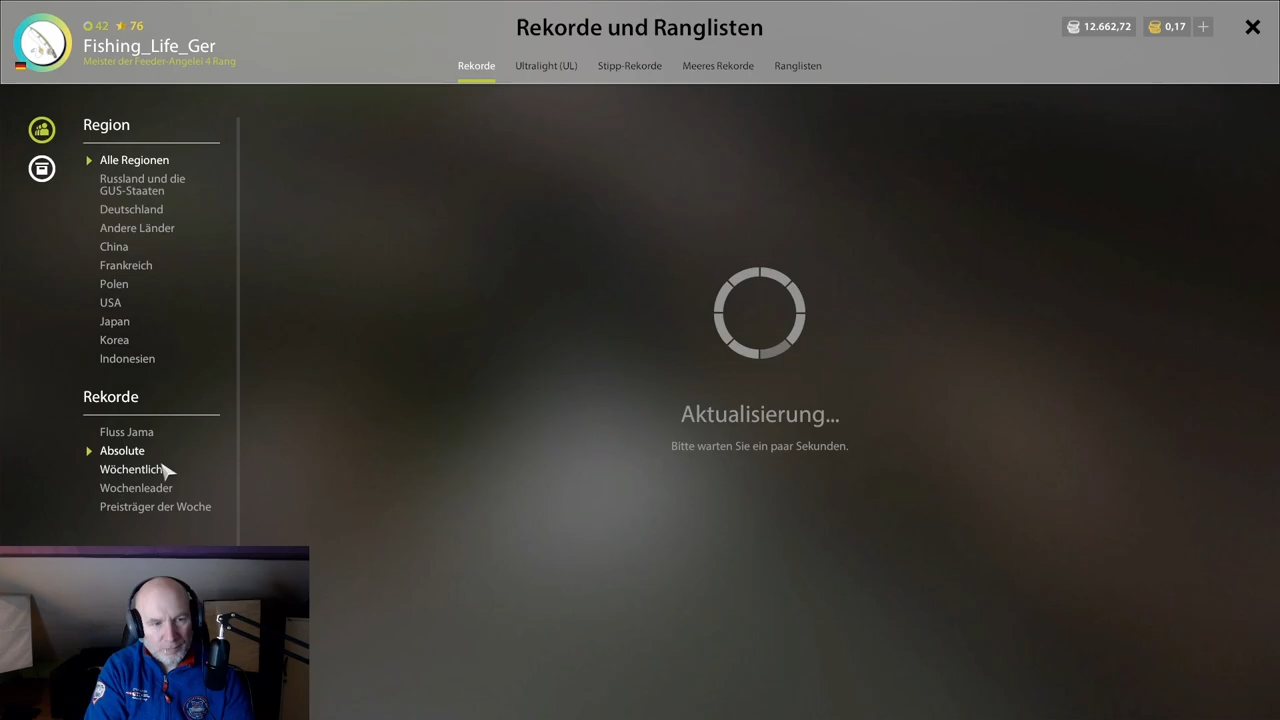 42 76
Fishing_Life_Ger
Meister der Feeder-Angelei 4 Rang
Rekorde und Ranglisten
12.662,72
0,17
Rekorde
Ultralight (UL)
Stipp-Rekorde
Meeres Rekorde
Ranglisten
Region
Alle Regionen
Russland und die
GUS-Staaten
Deutschland
Andere Länder
China
Frankreich
Polen
USA
Japan
Korea
Indonesien
Rekorde
Fluss Jama
Absolute
Wöchentlich
Wochenleader
Preisträger der Woche
Aktualisierung...
Bitte warten Sie ein paar Sekunden.